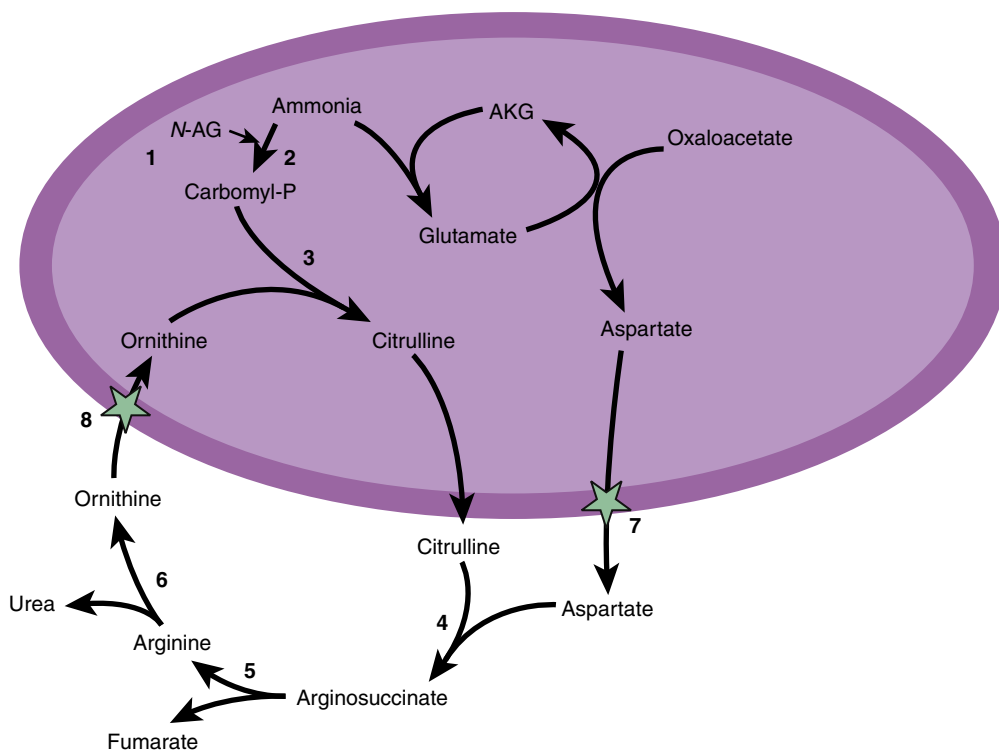 Ammonia
AKG
N-AG
Oxaloacetate
1
2
Carbomyl-P
Glutamate
3
Ornithine
Citrulline
Aspartate
8
Ornithine
7
Citrulline
6
Urea
Aspartate
4
Arginine
5
Arginosuccinate
Fumarate